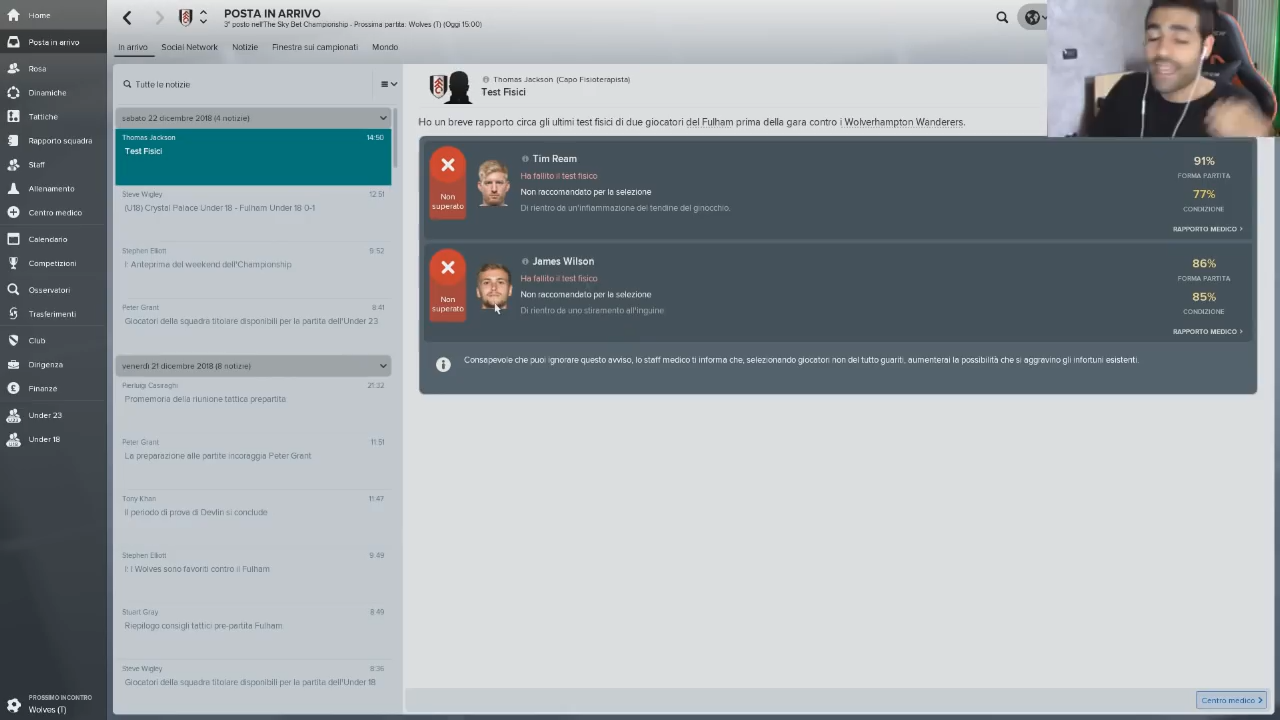 Home
Posta in arrivo
Rosa
Dinamiche
Tattiche
Rapporto squadra
Staff
Allenamento
Centro medico
Calendario
Competizioni
Osservatori
Trasferimenti
Club
Dirigenza
Finanze
Under 23
Under 18
PROSSIMO INCONTRO
Wolves (T)
POSTA IN ARRIVO
3° posto nell'The Sky Bet Championship - Prossima partita: Wolves (T) (Oggi 15:00)
In arrivo Social Network Notizie Finestra sui campionati Mondo
Tutte le notizie
sabato 22 dicembre 2018 (4 notizie)
Thomas Jackson 14:50
Test Fisici
Steve Wigley 12:51
(U18) Crystal Palace Under 18 - Fulham Under 18 0-1
Stephen Elliott 9:52
I: Anteprima del weekend dell'Championship
Peter Grant 8:41
Giocatori della squadra titolare disponibili per la partita dell'Under 23
venerdì 21 dicembre 2018 (8 notizie)
Pierluigi Casiraghi 21:32
Promemoria della riunione tattica prepartita
Peter Grant 11:51
La preparazione alle partite incoraggia Peter Grant
Tony Khan 11:47
Il periodo di prova di Devlin si conclude
Stephen Elliott 9:49
I: I Wolves sono favoriti contro il Fulham
Stuart Gray 8:49
Riepilogo consigli tattici pre-partita Fulham.
Steve Wigley 8:36
Giocatori della squadra titolare disponibili per la partita dell'Under 18
Thomas Jackson (Capo Fisioterapista)
Test Fisici
Ho un breve rapporto circa gli ultimi test fisici di due giocatori del Fulham prima della gara contro i Wolverhampton Wanderers.
Non superato
Tim Ream
Ha fallito il test fisico
Non raccomandato per la selezione
Di rientro da un'infiammazione del tendine del ginocchio.
91%
FORMA PARTITA
77%
CONDIZIONE
RAPPORTO MEDICO >
Non superato
James Wilson
Ha fallito il test fisico
Non raccomandato per la selezione
Di rientro da uno stiramento all'inguine.
86%
FORMA PARTITA
85%
CONDIZIONE
RAPPORTO MEDICO >
Consapevole che puoi ignorare questo avviso, lo staff medico ti informa che, selezionando giocatori non del tutto guariti, aumenterai la possibilità che si aggravino gli infortuni esistenti.
Centro medico >